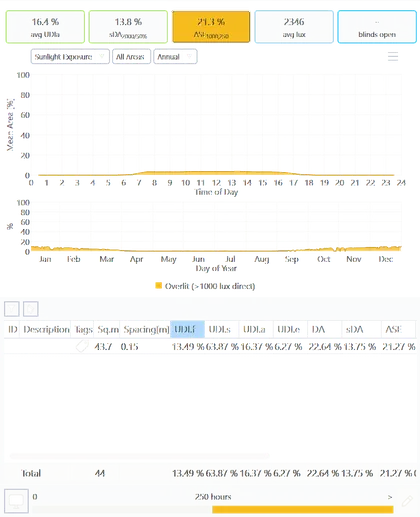 16.4 % 13.8 % 21.3 % 2346 –
avg UDIa sDA3000/50% ASE1000,250 avg lux blinds open
Sunlight Exposure All Areas Annual
100
80
60
40
20
0
Mean Area [%]
0 1 2 3 4 5 6 7 8 9 10 11 12 13 14 15 16 17 18 19 20 21 22 23 24
Time of Day
100
80
60
40
20
0
%
Jan Feb Mar Apr May Jun Jul Aug Sep Oct Nov Dec
Day of Year
Overlit (>1000 lux direct)
ID Description Tags Sq.m Spacing[m] UDLf UDLs UDLa UDLe DA sDA ASE
43.7 0.15 13.49 % 63.87 % 16.37 % 6.27 % 22.64 % 13.75 % 21.27 %
Total 44 13.49 % 63.87 % 16.37 % 6.27 % 22.64 % 13.75 % 21.27 %
0 250 hours >